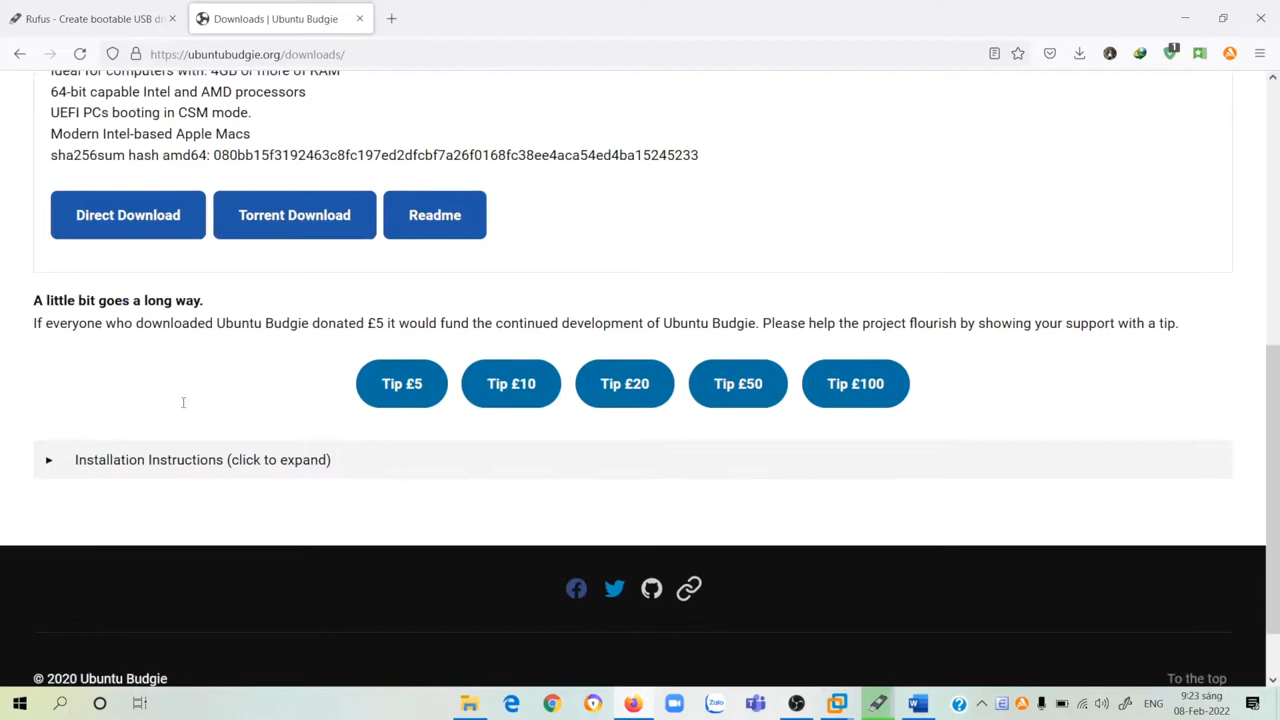 Rufus - Create bootable USB dr
Downloads | Ubuntu Budgie
https://ubuntubudgie.org/downloads/
1
Ideal for computers with: 4GB or more of RAM
64-bit capable Intel and AMD processors
UEFI PCs booting in CSM mode.
Modern Intel-based Apple Macs
sha256sum hash amd64: 080bb15f3192463c8fc197ed2dfcbf7a26f0168fc38ee4aca54ed4ba15245233
Direct Download
Torrent Download
Readme
A little bit goes a long way.
If everyone who downloaded Ubuntu Budgie donated £5 it would fund the continued development of Ubuntu Budgie. Please help the project flourish by showing your support with a tip.
Tip £5
Tip £10
Tip £20
Tip £50
Tip £100
Installation Instructions (click to expand)
© 2020 Ubuntu Budgie
To the top
Zalo
ENG
9:23 sáng
08-Feb-2022